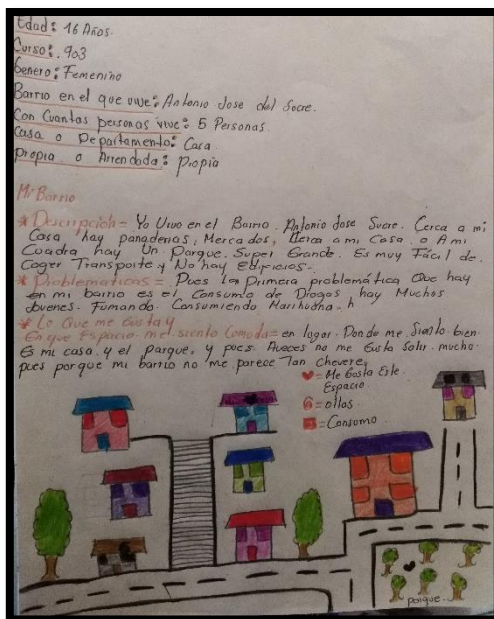 Edad: 16 Años.
Curso: 903
Genero: Femenino
Barrio en el que vive: Antonio Jose del Sucre.
Con Cuantas personas vive: 5 Personas.
Casa o Departamento: Casa
Propia o Arrendada: Propia
Mi Barrio
* Descripción = Yo Vivo en el Barrio. Antonio Jose Sucre. Cerca a mi
Casa hay panaderias, Mercados, Cerca a mi Casa o Ami
Cuadra hay Un Parque. Super Grande. Es muy Fácil de.
Coger Transporte y No hay edificios.
* Problematicas = Pues la Primera problemática Que hay
en mi barrio es el Consumo de Drogas, hay Muchos
Jovenes. Fumando. Consumiendo
* Lo Que me Gusta y
En que Espacio me siento Comoda = en lugar. Donde me Siento bien.
Es mi casa. y el Parque. y pues Aveces no me Gusta Salir mucho.
pues porque mi barrio no me parece Tan chevere.
= Me Gusta Este
Espacio.
= ollas
= Consumo
parque.